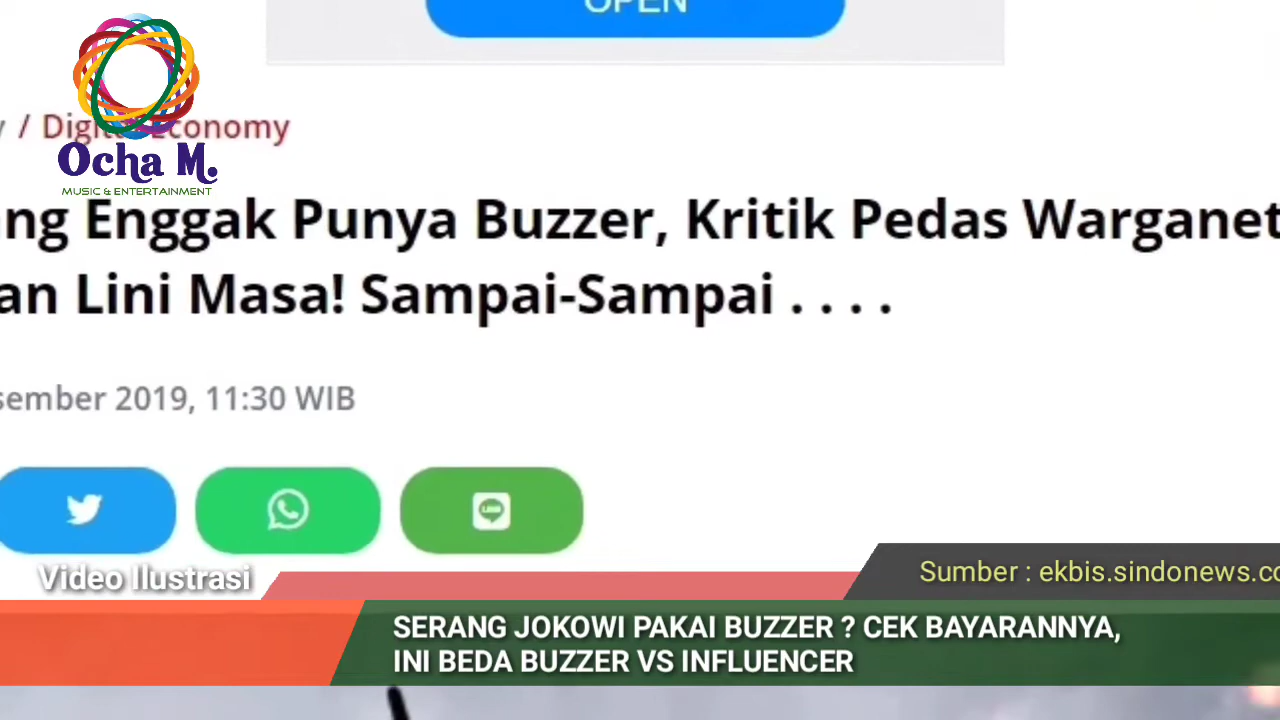 OPEN
/ Digital Economy
Ocha M.
MUSIC & ENTERTAINMENT
ng Enggak Punya Buzzer, Kritik Pedas Warganet
an Lini Masa! Sampai-Sampai . . . .
sember 2019, 11:30 WIB
LINE
Video Ilustrasi
Sumber : ekbis.sindonews.co
SERANG JOKOWI PAKAI BUZZER ? CEK BAYARANNYA,
INI BEDA BUZZER VS INFLUENCER